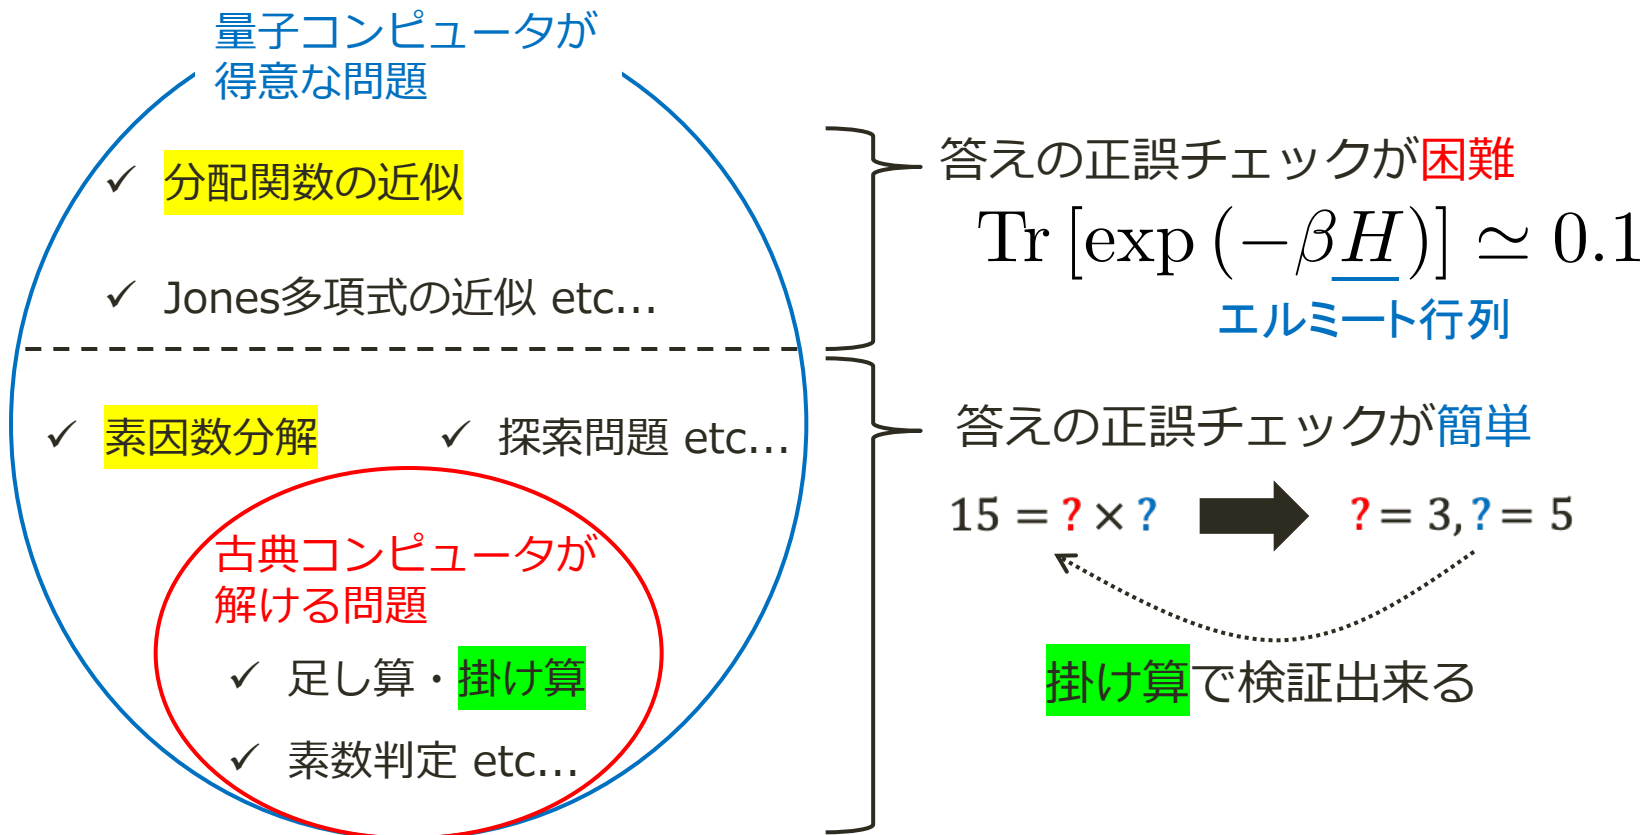 量子コンピュータが
得意な問題
✓ 分配関数の近似
✓ Jones多項式の近似 etc…
✓ 素因数分解
✓ 探索問題 etc…
古典コンピュータが
解ける問題
✓ 足し算・掛け算
✓ 素数判定 etc…
答えの正誤チェックが困難
Tr [exp (−βH)] ≃ 0.1
エルミート行列
答えの正誤チェックが簡単
15 = ? × ? ? = 3, ? = 5
掛け算で検証出来る